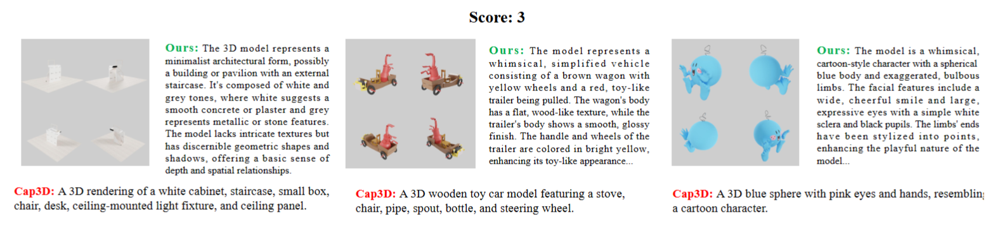 Score: 3
Ours: The 3D model represents a
minimalist architectural form, possibly
a building or pavilion with an external
staircase. It's composed of white and
grey tones, where white suggests a
smooth concrete or plaster and grey
represents metallic or stone features.
The model lacks intricate textures but
has discernible geometric shapes and
shadows, offering a basic sense of
depth and spatial relationships.
Cap3D: A 3D rendering of a white cabinet, staircase, small box,
chair, desk, ceiling-mounted light fixture, and ceiling panel.
Ours: The model represents a
whimsical, simplified vehicle
consisting of a brown wagon with
yellow wheels and a red, toy-like
trailer being pulled. The wagon's body
has a flat, wood-like texture, while the
trailer's body shows a smooth, glossy
finish. The handle and wheels of the
trailer are colored in bright yellow,
enhancing its toy-like appearance...
Cap3D: A 3D wooden toy car model featuring a stove,
chair, pipe, spout, bottle, and steering wheel.
Ours: The model is a whimsical,
cartoon-style character with a spherical
blue body and exaggerated, bulbous
limbs. The facial features include a
wide, cheerful smile and large,
expressive eyes with a simple white
sclera and black pupils. The limbs' ends
have been stylized into points,
enhancing the playful nature of the
model...
Cap3D: A 3D blue sphere with pink eyes and hands, resembling
a cartoon character.